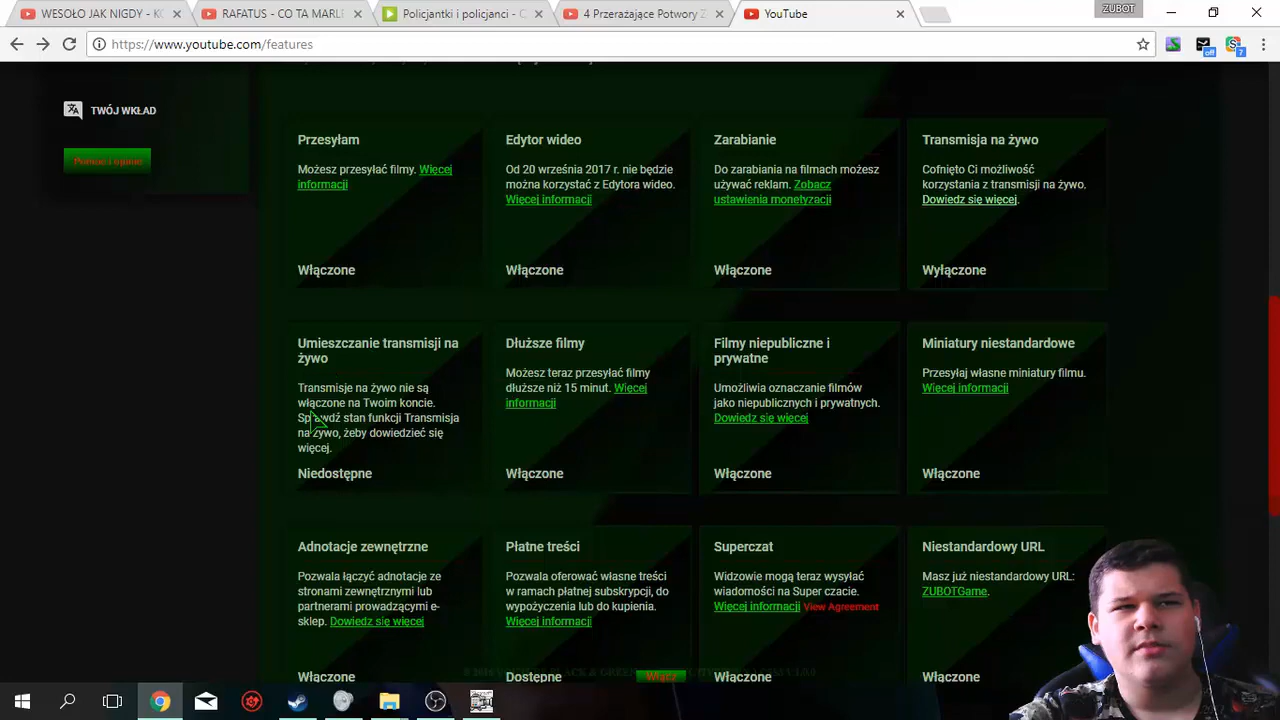 WESOŁO JAK NIGDY - K
RAFATUS - CO TA MARL
Policjantki i policjanci -
4 Przerażające Potwory Z
YouTube
ZUBOT
https://www.youtube.com/features
off
7
TWÓJ WKŁAD
Pomoc i opinie
Przesyłam
Możesz przesyłać filmy. Więcej
informacji
Włączone
Edytor wideo
Od 20 września 2017 r. nie będzie
można korzystać z Edytora wideo.
Więcej informacji
Włączone
Zarabianie
Do zarabiania na filmach możesz
używać reklam. Zobacz
ustawienia monetyzacji
Włączone
Transmisja na żywo
Cofnięto Ci możliwość
korzystania z transmisji na żywo.
Dowiedz się więcej.
Wyłączone
Umieszczanie transmisji na
żywo
Transmisje na żywo nie są
włączone na Twoim koncie.
Sprawdź stan funkcji Transmisja
na żywo, żeby dowiedzieć się
więcej.
Niedostępne
Dłuższe filmy
Możesz teraz przesyłać filmy
dłuższe niż 15 minut. Więcej
informacji
Włączone
Filmy niepubliczne i
prywatne
Umożliwia oznaczanie filmów
jako niepublicznych i prywatnych.
Dowiedz się więcej
Włączone
Miniatury niestandardowe
Przesyłaj własne miniatury filmu.
Więcej informacji
Włączone
Adnotacje zewnętrzne
Pozwala łączyć adnotacje ze
stronami zewnętrznymi lub
partnerami prowadzącymi e-
sklep. Dowiedz się więcej
Włączone
Płatne treści
Pozwala oferować własne treści
w ramach płatnej subskrypcji, do
wypożyczenia lub do kupienia.
Więcej informacji
Dostępne
Włącz
Superczat
Widzowie mogą teraz wysyłać
wiadomości na Super czacie.
Więcej informacji View Agreement
Włączone
Niestandardowy URL
Masz już niestandardowy URL:
ZUBOTGame.
Włączone